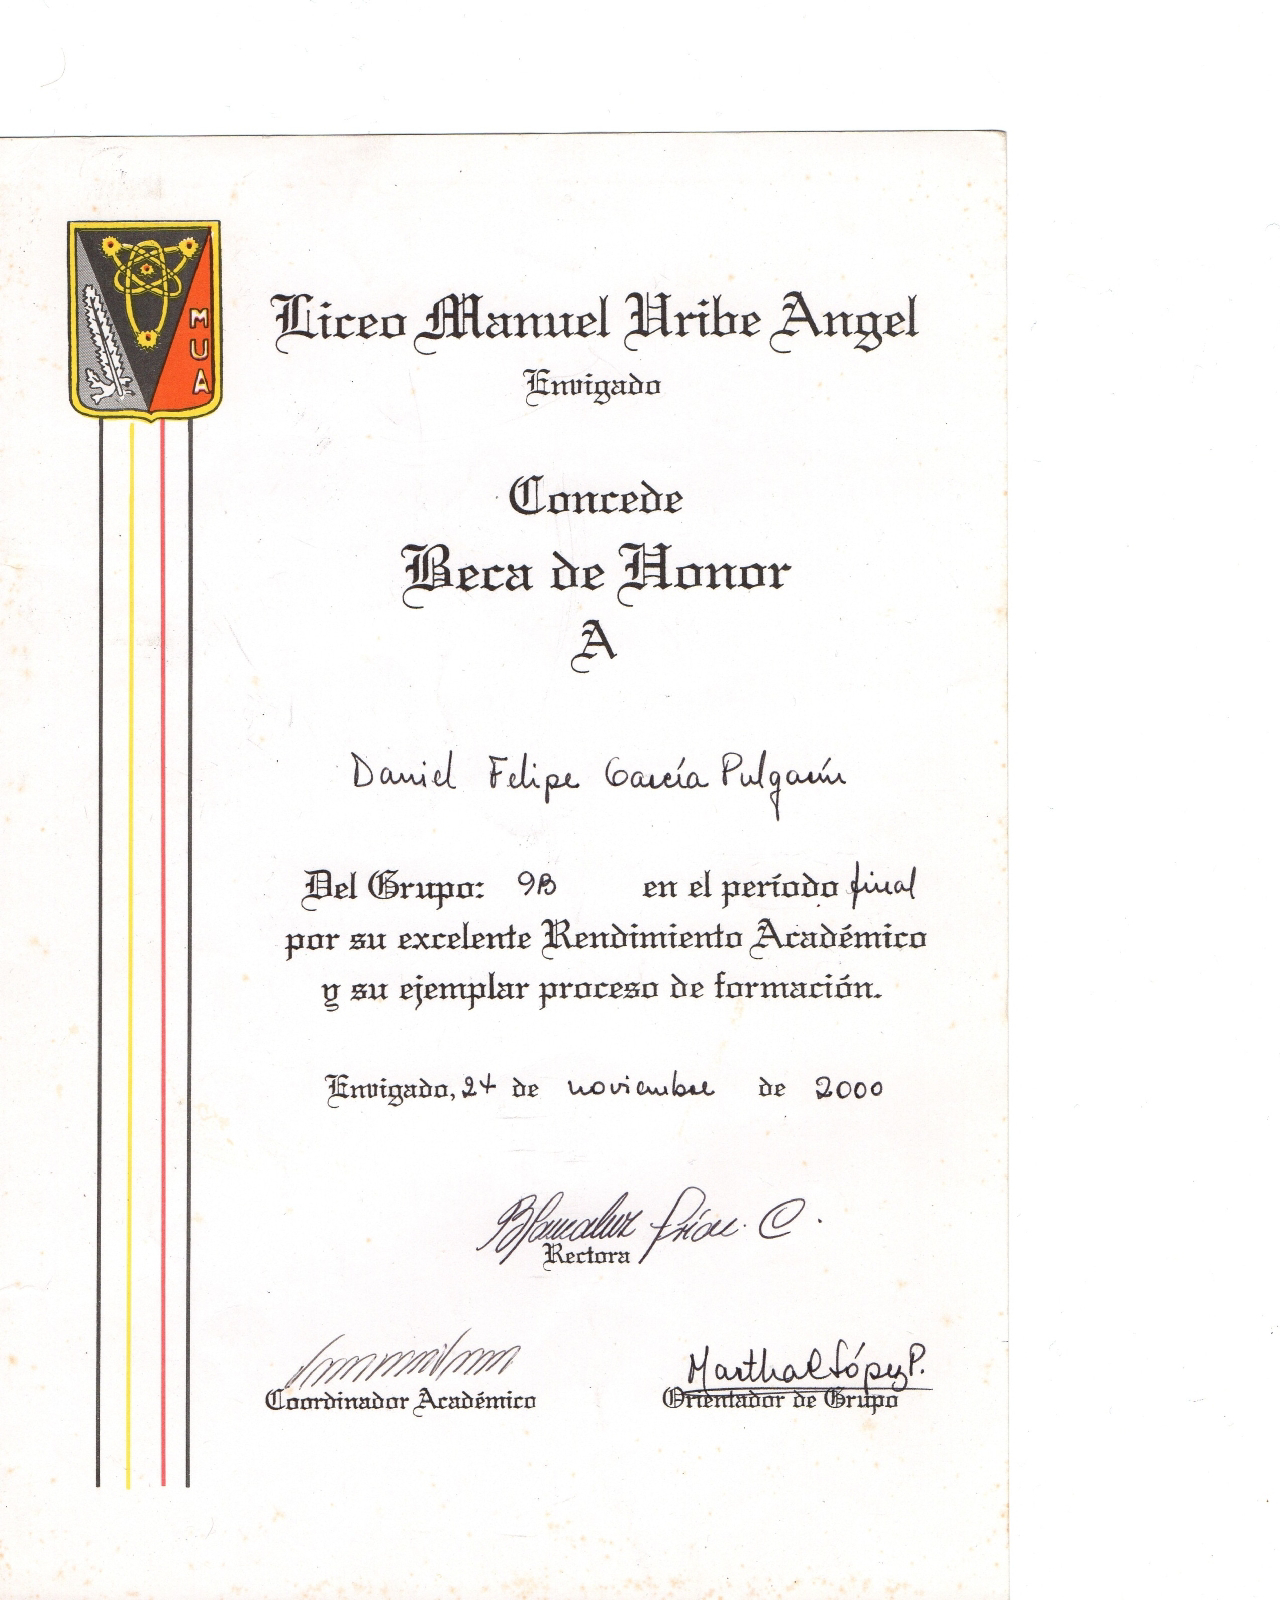 M
U
A
Liceo Manuel Uribe Angel
Envigado
Concede
Beca de Honor
A
Daniel Felipe García Pulgarín
Del Grupo: 9B en el período final
por su excelente Rendimiento Académico
y su ejemplar proceso de formación.
Envigado, 24 de noviembre de 2000
Rectora
Martha L López P.
Coordinador Académico Orientador de Grupo